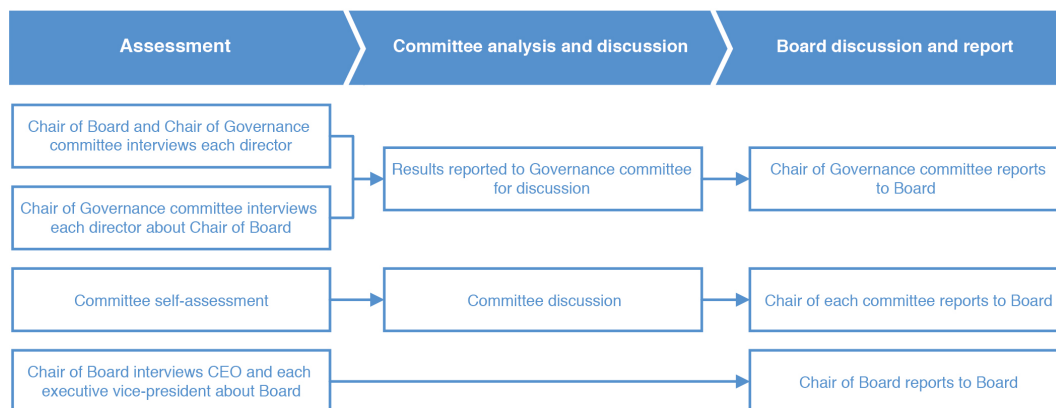 Assessment
Committee analysis and discussion
Board discussion and report
Chair of Board and Chair of Governance
committee interviews each director
Chair of Governance committee interviews
each director about Chair of Board
Results reported to Governance committee
for discussion
Chair of Governance committee reports
to Board
Committee self-assessment
Committee discussion
Chair of each committee reports to Board
Chair of Board interviews CEO and each
executive vice-president about Board
Chair of Board reports to Board